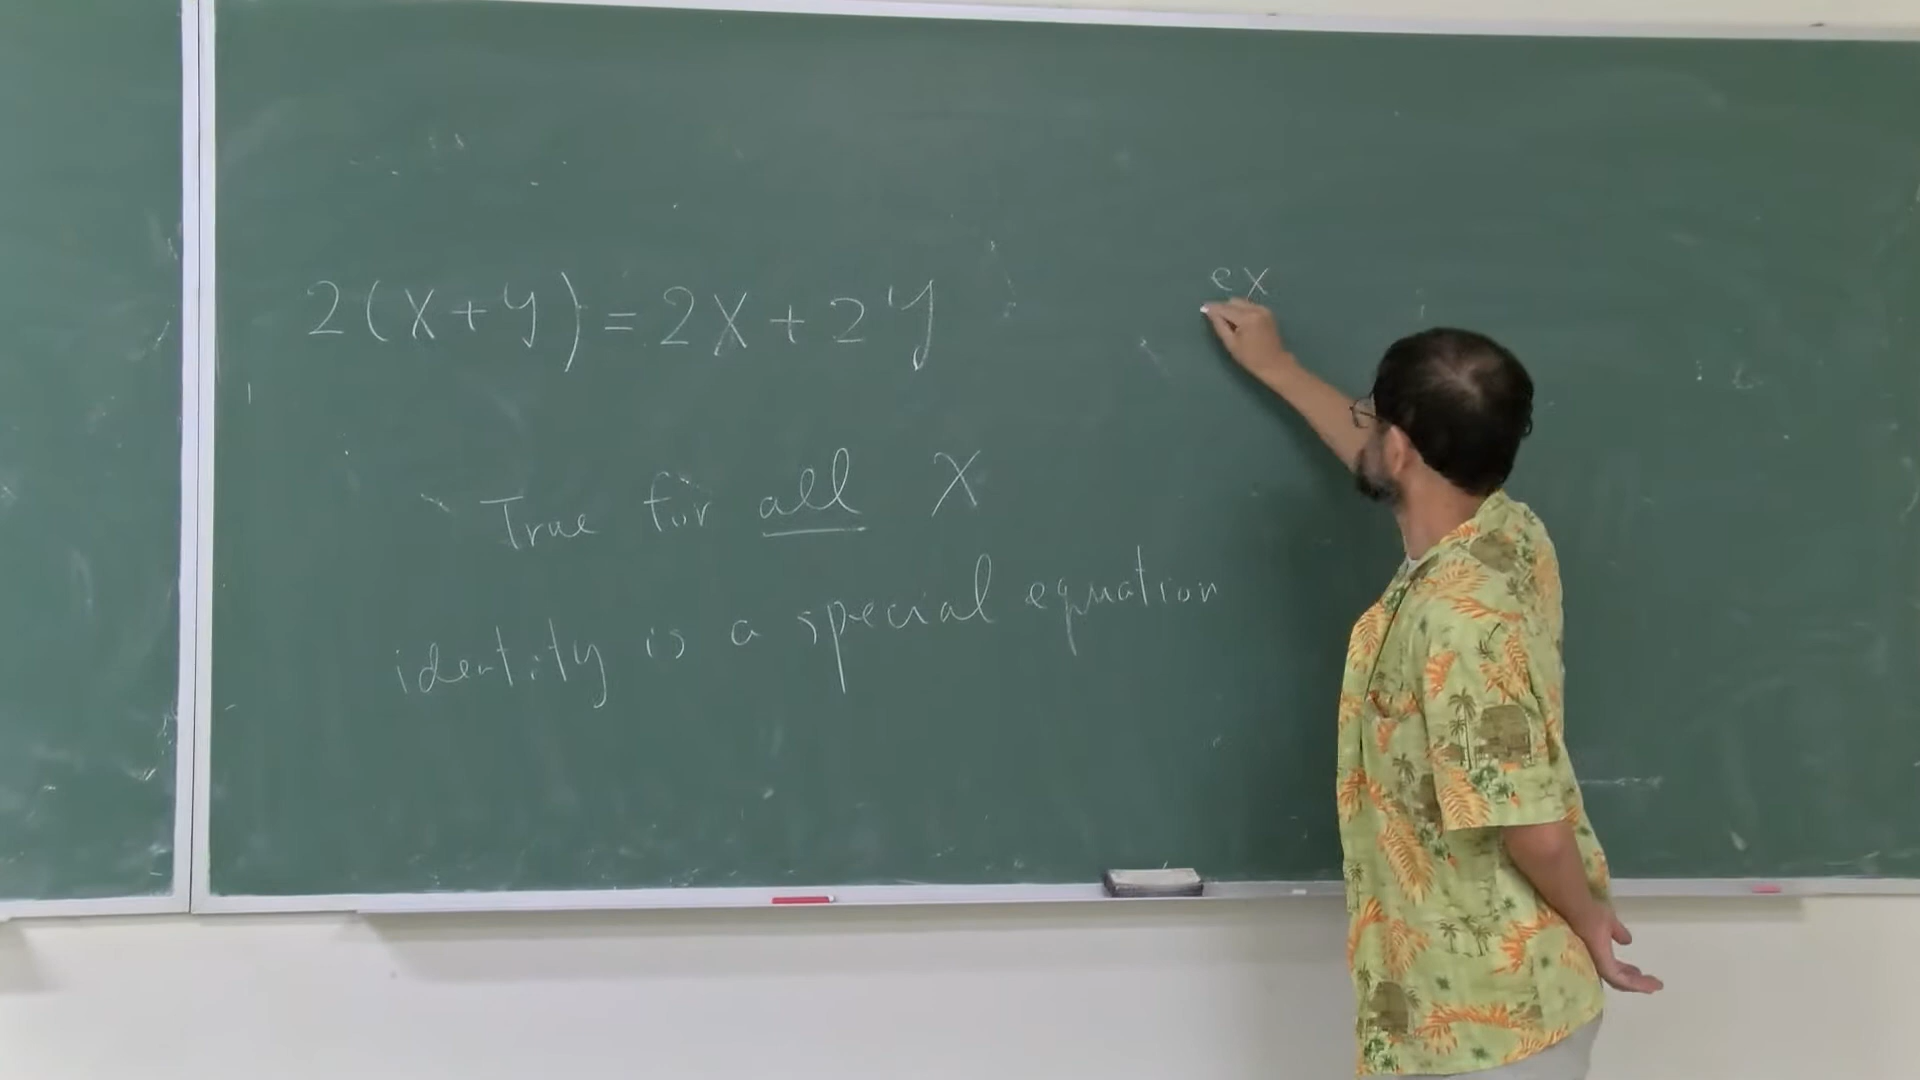 2(x+y)=2x+2y
ex
True for all x
identity is a special equation